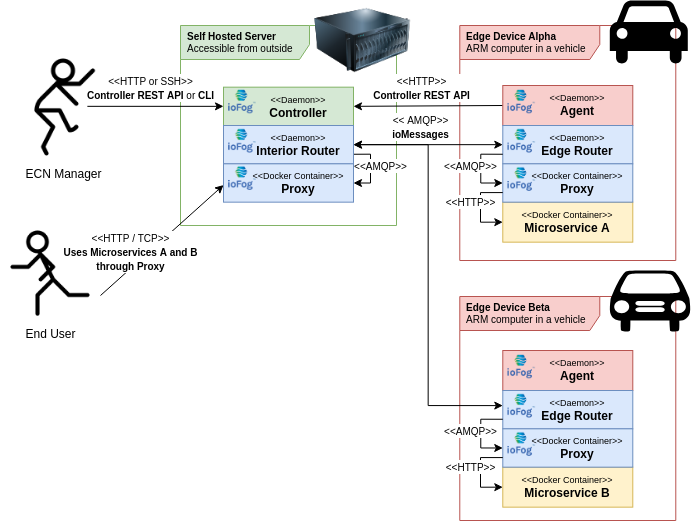 Self Hosted Server
Accessible from outside
Edge Device Alpha
ARM computer in a vehicle
<<HTTP or SSH>>
Controller REST API or CLI
ioFog
<<Daemon>>
Controller
ioFog
<<Daemon>>
Interior Router
ioFog
<<Docker Container>>
Proxy
<<AMQP>>
<<HTTP>>
Controller REST API
<< AMQP>>
ioMessages
ioFog
<<Daemon>>
Agent
ioFog
<<Daemon>>
Edge Router
<<AMQP>>
ioFog
<<Docker Container>>
Proxy
<<HTTP>>
<<Docker Container>>
Microservice A
ECN Manager
<<HTTP / TCP>>
Uses Microservices A and B
through Proxy
End User
Edge Device Beta
ARM computer in a vehicle
ioFog
<<Daemon>>
Agent
ioFog
<<Daemon>>
Edge Router
<<AMQP>>
ioFog
<<Docker Container>>
Proxy
<<HTTP>>
<<Docker Container>>
Microservice B